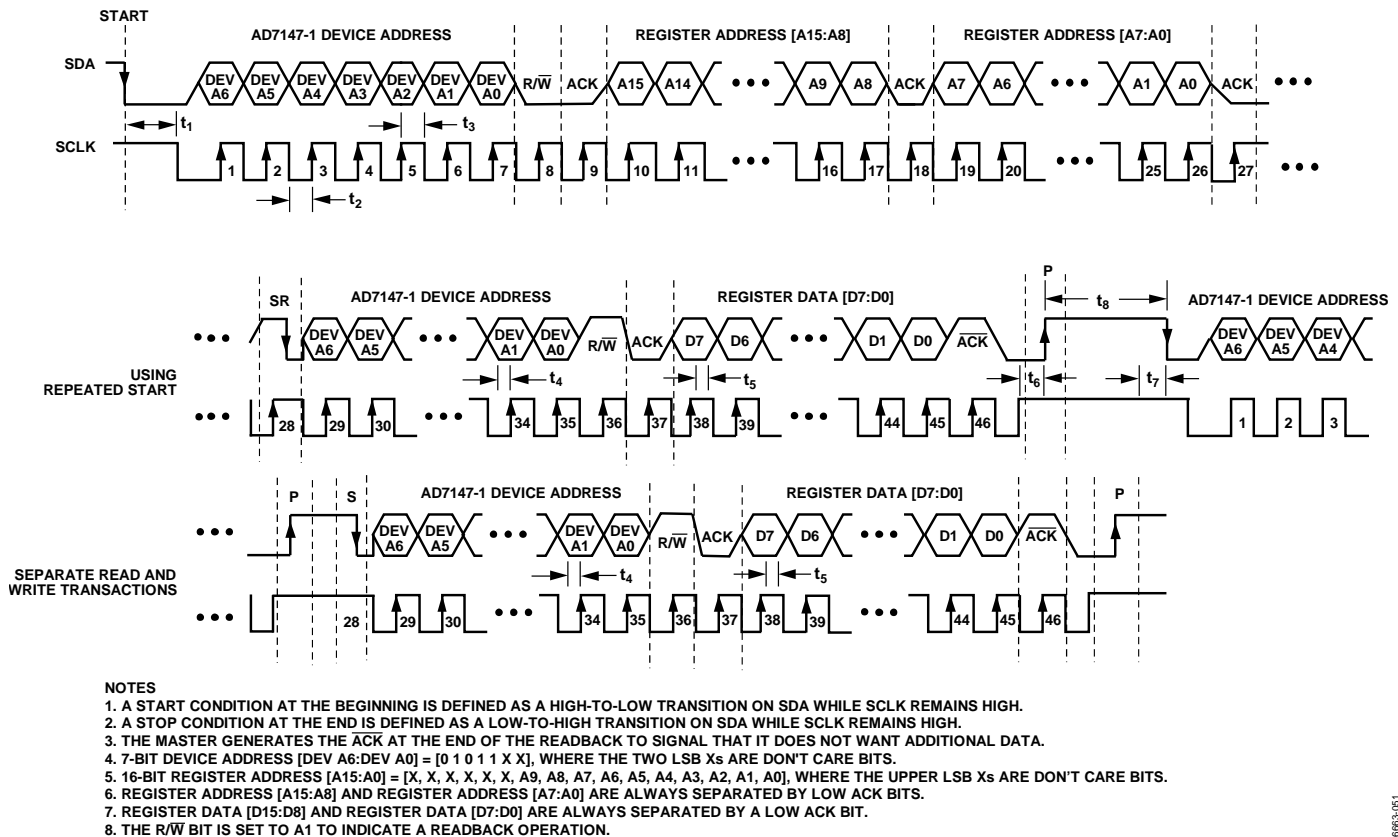 START
AD7147-1 DEVICE ADDRESS
REGISTER ADDRESS [A15:A8]
REGISTER ADDRESS [A7:A0]
SDA
DEV A6 DEV A5 DEV A4 DEV A3 DEV A2 DEV A1 DEV A0 R/W̅ ACK A15 A14 ••• A9 A8 ACK A7 A6 ••• A1 A0 ACK •••
t1 t3
SCLK
1 2 3 4 5 6 7 8 9 10 11 ••• 16 17 18 19 20 ••• 25 26 27 •••
t2
P
SR
AD7147-1 DEVICE ADDRESS
REGISTER DATA [D7:D0]
t8
AD7147-1 DEVICE ADDRESS
••• DEV A6 DEV A5 ••• DEV A1 DEV A0 R/W̅ ACK D7 D6 ••• D1 D0 A̅C̅K̅ DEV A6 DEV A5 DEV A4
USING
REPEATED START
t4 t5 t6 t7
••• 28 29 30 ••• 34 35 36 37 38 39 ••• 44 45 46 1 2 3
P S
AD7147-1 DEVICE ADDRESS
REGISTER DATA [D7:D0]
P
••• DEV A6 DEV A5 ••• DEV A1 DEV A0 R/W̅ ACK D7 D6 ••• D1 D0 A̅C̅K̅
SEPARATE READ AND
WRITE TRANSACTIONS
t4 t5
••• 28 29 30 ••• 34 35 36 37 38 39 ••• 44 45 46
NOTES
1. A START CONDITION AT THE BEGINNING IS DEFINED AS A HIGH-TO-LOW TRANSITION ON SDA WHILE SCLK REMAINS HIGH.
2. A STOP CONDITION AT THE END IS DEFINED AS A LOW-TO-HIGH TRANSITION ON SDA WHILE SCLK REMAINS HIGH.
3. THE MASTER GENERATES THE A̅C̅K̅ AT THE END OF THE READBACK TO SIGNAL THAT IT DOES NOT WANT ADDITIONAL DATA.
4. 7-BIT DEVICE ADDRESS [DEV A6:DEV A0] = [0 1 0 1 1 X X], WHERE THE TWO LSB Xs ARE DON'T CARE BITS.
5. 16-BIT REGISTER ADDRESS [A15:A0] = [X, X, X, X, X, X, A9, A8, A7, A6, A5, A4, A3, A2, A1, A0], WHERE THE UPPER LSB Xs ARE DON'T CARE BITS.
6. REGISTER ADDRESS [A15:A8] AND REGISTER ADDRESS [A7:A0] ARE ALWAYS SEPARATED BY LOW ACK BITS.
7. REGISTER DATA [D15:D8] AND REGISTER DATA [D7:D0] ARE ALWAYS SEPARATED BY A LOW ACK BIT.
8. THE R/W̅ BIT IS SET TO A1 TO INDICATE A READBACK OPERATION.